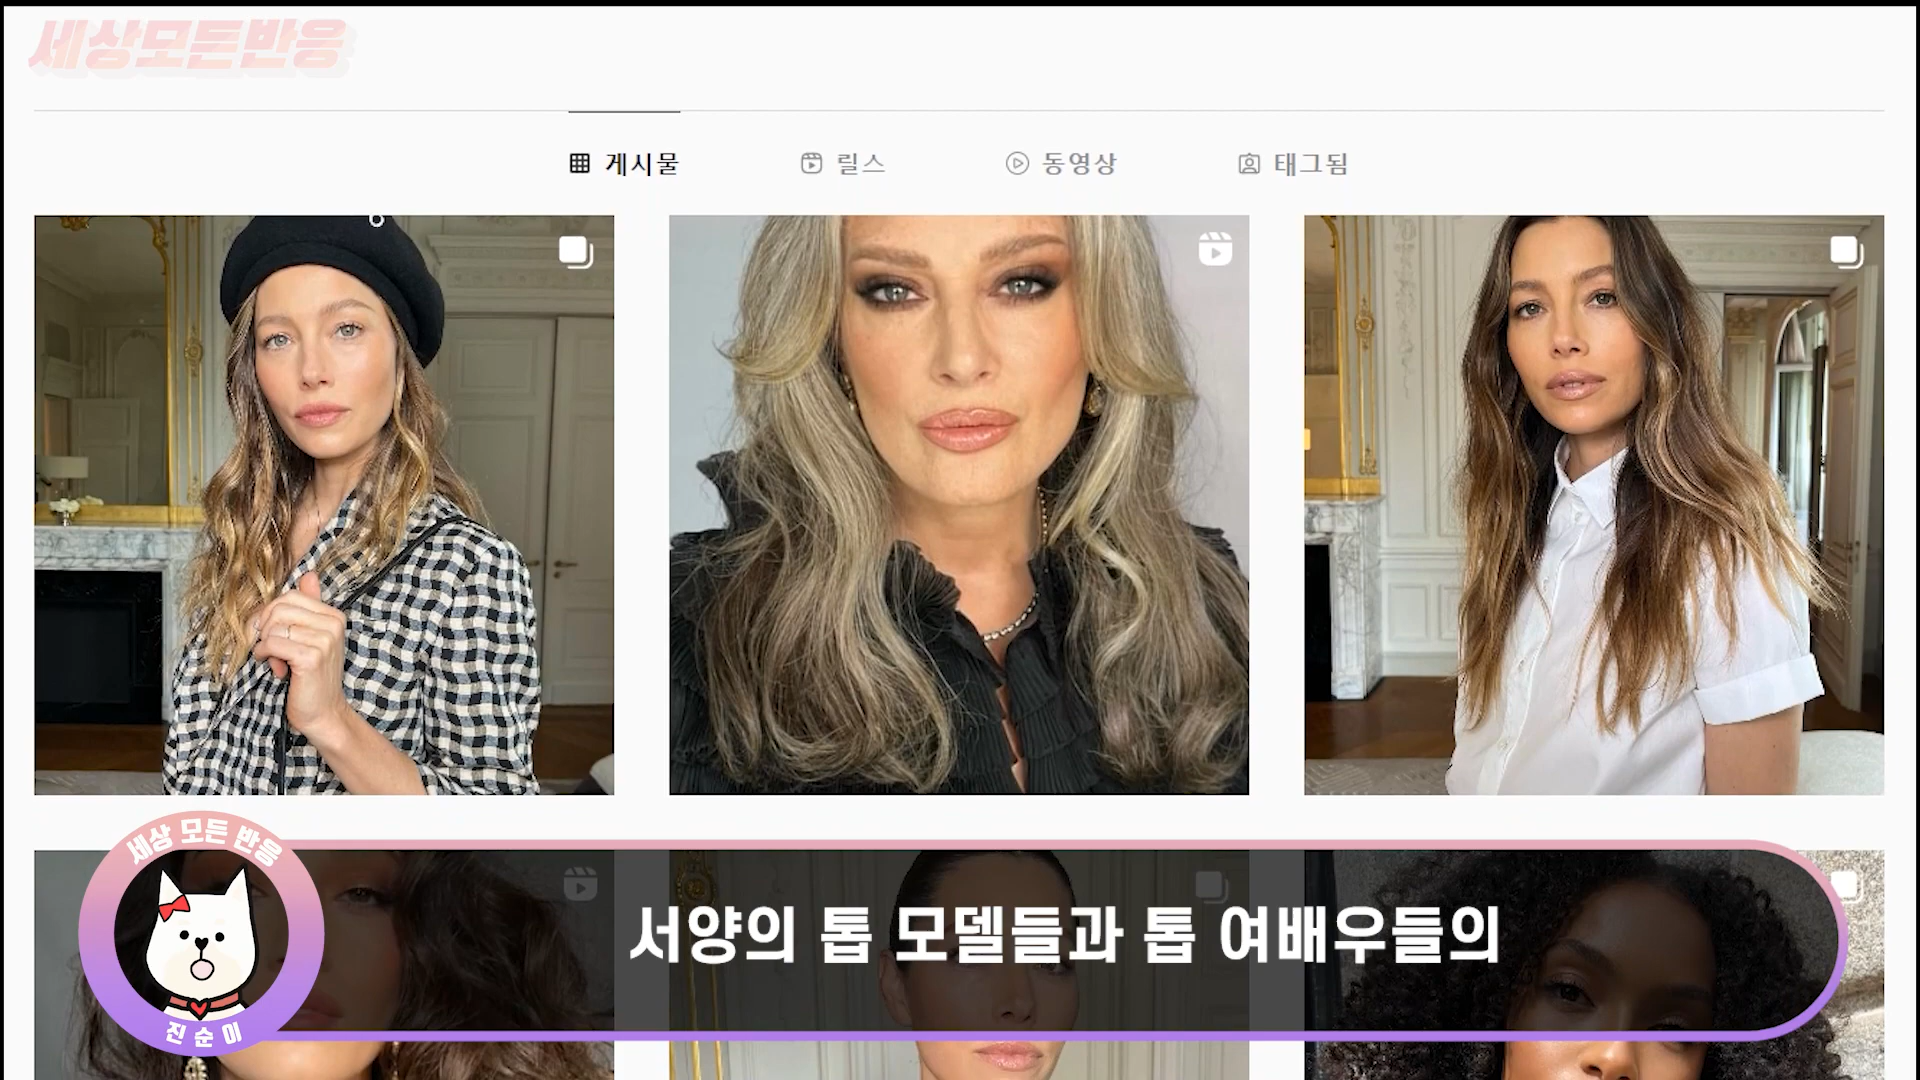 세상모든반응
게시물 릴스 동영상 태그됨
세상 모든 반응
서양의 톱 모델들과 톱 여배우들의
진순이